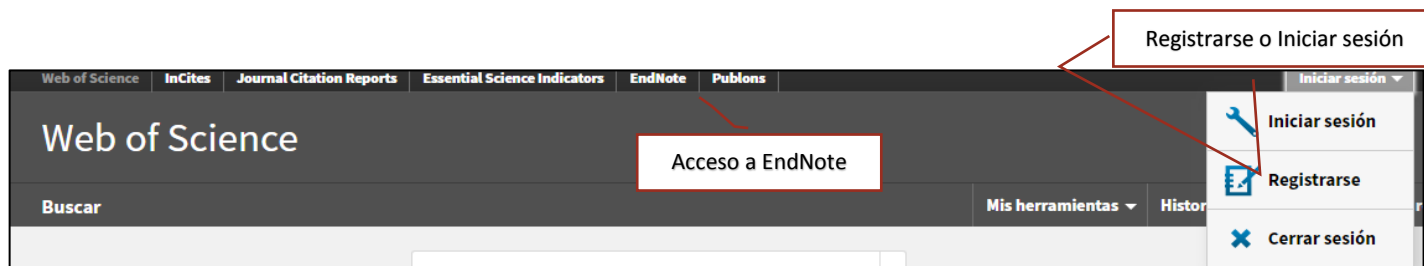 Registrarse o Iniciar sesión
Web of Science InCites Journal Citation Reports Essential Science Indicators EndNote Publons Iniciar sesión
Web of Science
Iniciar sesión
Acceso a EndNote
Registrarse
Buscar Mis herramientas
Cerrar sesión